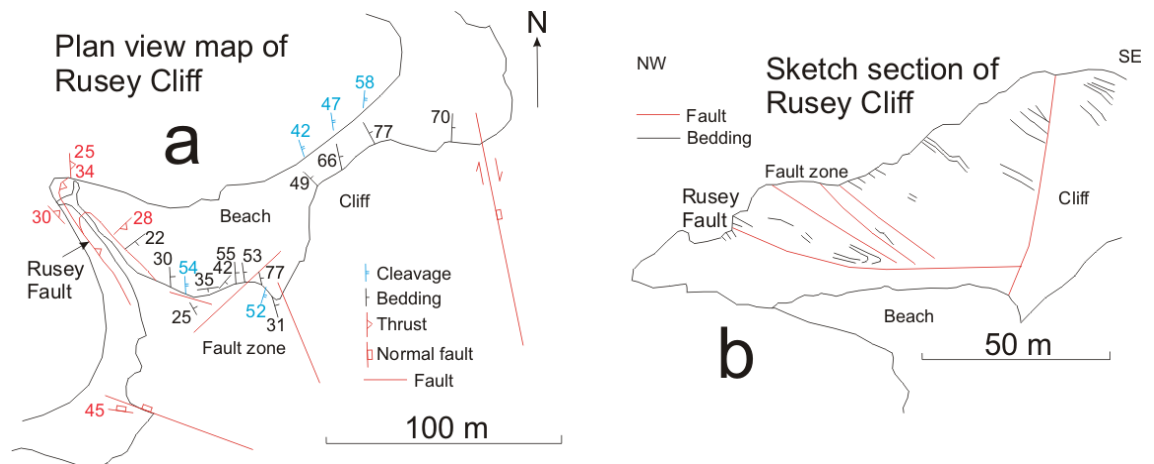 Plan view map of
Rusey Cliff
N
a
58
47
42
77
70
66
49
25
34
30
28
22
Beach
Cliff
Rusey
Fault
30
54
35
55
42
53
77
25
52
31
Fault zone
Cleavage
Bedding
Thrust
Normal fault
Fault
45
100 m
NW
SE
Sketch section of
Rusey Cliff
Fault
Bedding
Fault zone
Rusey
Fault
Cliff
Beach
b
50 m